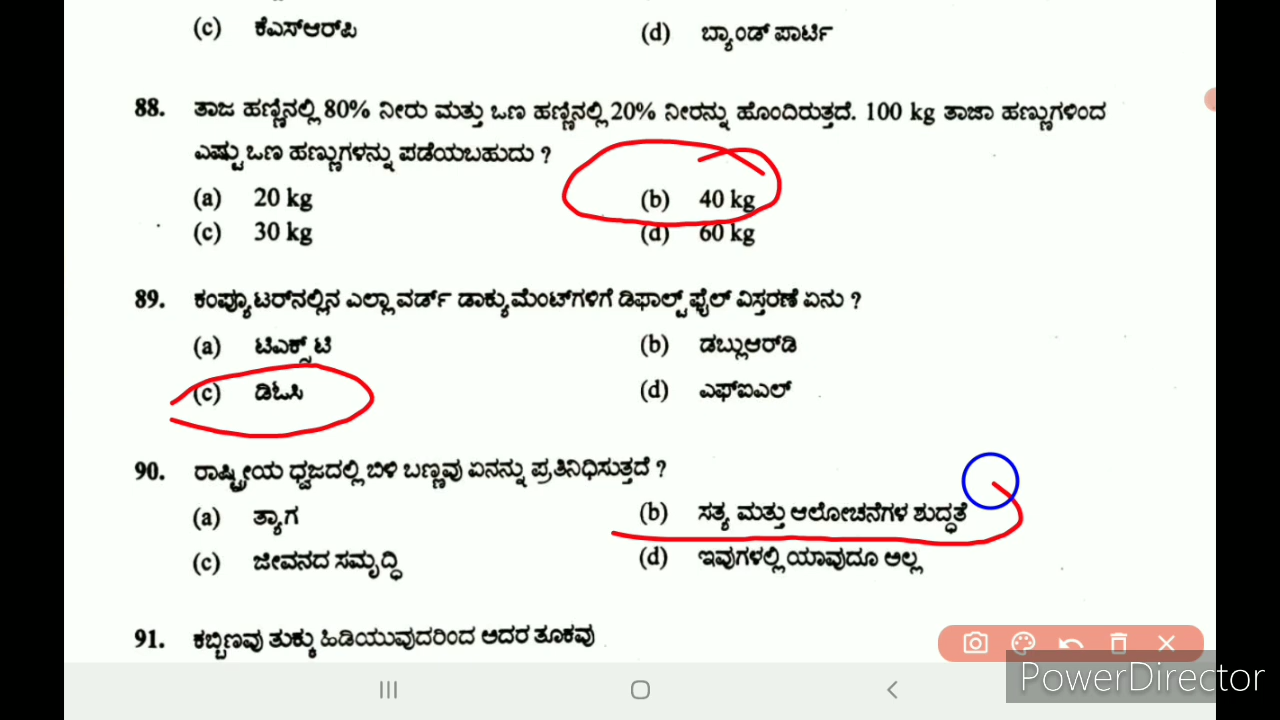 (c) ಕೆಎಸ್ಆರ್‌ಪಿ (d) ಬ್ಯಾಂಡ್ ಪಾರ್ಟಿ
88. ತಾಜ ಹಣ್ಣಿನಲ್ಲಿ 80% ನೀರು ಮತ್ತು ಒಣ ಹಣ್ಣಿನಲ್ಲಿ 20% ನೀರನ್ನು ಹೊಂದಿರುತ್ತದೆ. 100 kg ತಾಜಾ ಹಣ್ಣುಗಳಿಂದ
ಎಷ್ಟು ಒಣ ಹಣ್ಣುಗಳನ್ನು ಪಡೆಯಬಹುದು ?
(a) 20 kg (b) 40 kg
(c) 30 kg (d) 60 kg
89. ಕಂಪ್ಯೂಟರ್‌ನಲ್ಲಿನ ಎಲ್ಲಾ ವರ್ಡ್ ಡಾಕ್ಯುಮೆಂಟ್‌ಗಳಿಗೆ ಡಿಫಾಲ್ಟ್ ಫೈಲ್ ವಿಸ್ತರಣೆ ಏನು ?
(a) ಟಿಎಕ್ಸ್‌ಟಿ (b) ಡಬ್ಲುಆರ್‌ಡಿ
(c) ಡಿಓಸಿ (d) ಎಫ್ಐಎಲ್
90. ರಾಷ್ಟ್ರೀಯ ಧ್ವಜದಲ್ಲಿ ಬಿಳಿ ಬಣ್ಣವು ಏನನ್ನು ಪ್ರತಿನಿಧಿಸುತ್ತದೆ ?
(a) ತ್ಯಾಗ (b) ಸತ್ಯ ಮತ್ತು ಆಲೋಚನೆಗಳ ಶುದ್ಧತೆ
(c) ಜೀವನದ ಸಮೃದ್ಧಿ (d) ಇವುಗಳಲ್ಲಿ ಯಾವುದೂ ಅಲ್ಲ
91. ಕಬ್ಬಿಣವು ತುಕ್ಕು ಹಿಡಿಯುವುದರಿಂದ ಅದರ ತೂಕವು
PowerDirector